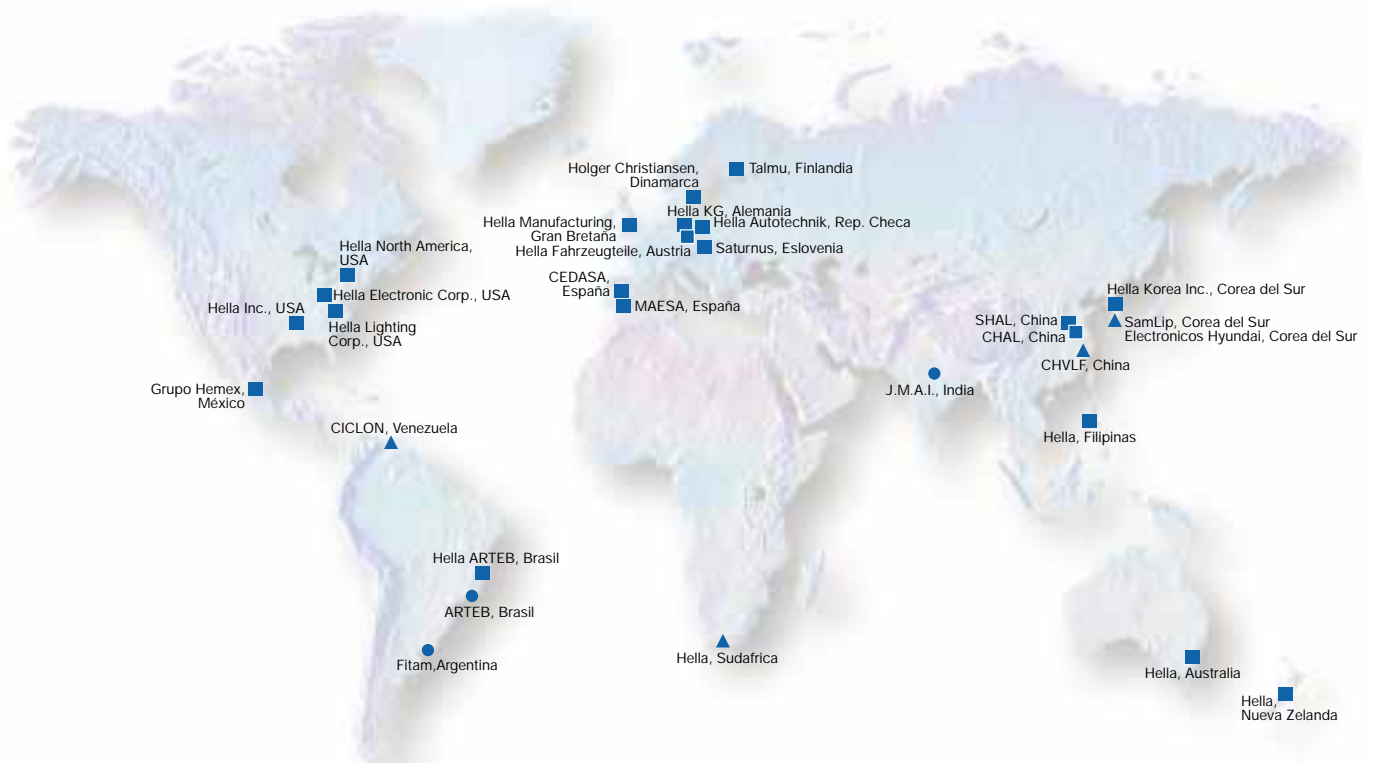 Holger Christiansen,
Dinamarca
Talmu, Finlandia
Hella KG, Alemania
Hella Manufacturing,
Gran Bretaña
Hella Autotechnik, Rep. Checa
Hella Fahrzeugteile, Austria
Saturnus, Eslovenia
Hella North America,
USA
CEDASA,
España
MAESA, España
Hella Electronic Corp., USA
Hella Inc., USA
Hella Lighting
Corp., USA
Hella Korea Inc., Corea del Sur
SHAL, China
CHAL, China
SamLip, Corea del Sur
Electronicos Hyundai, Corea del Sur
CHVLF, China
J.M.A.I., India
Grupo Hemex,
México
CICLON, Venezuela
Hella, Filipinas
Hella ARTEB, Brasil
ARTEB, Brasil
Fitam,Argentina
Hella, Sudafrica
Hella, Australia
Hella,
Nueva Zelanda